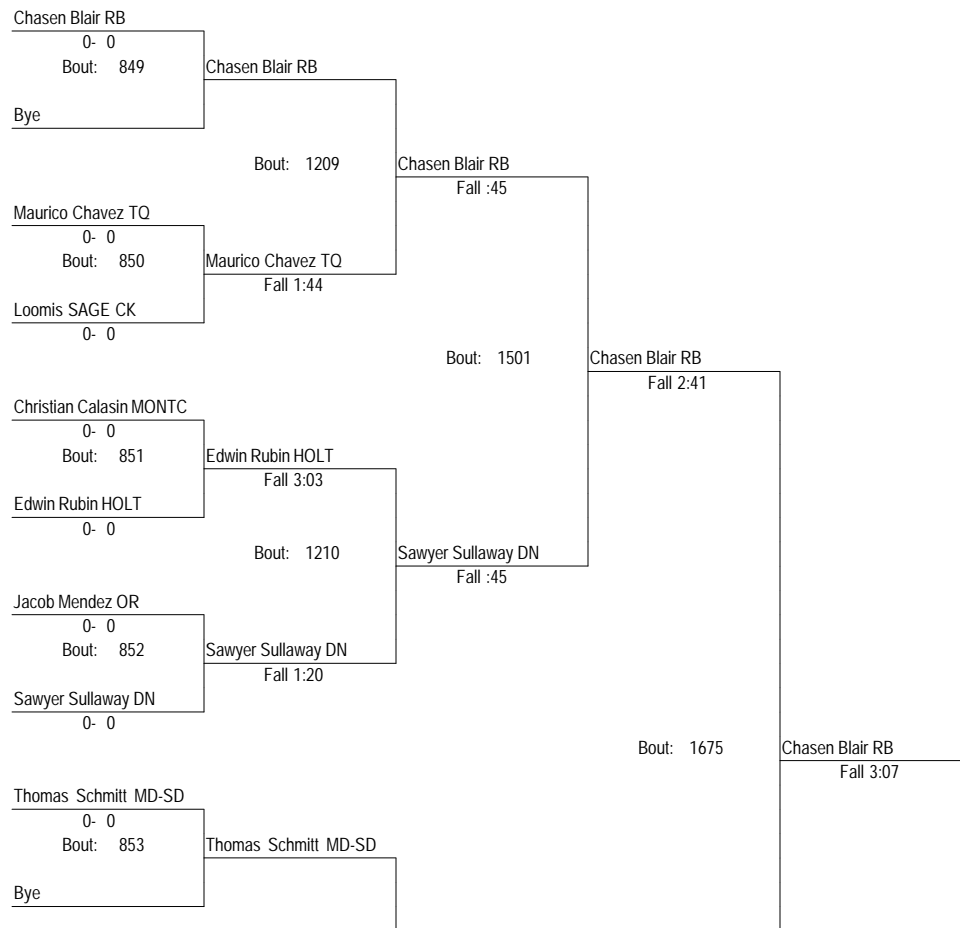 Chasen Blair RB
0- 0
Bout: 849
Chasen Blair RB
Bye
Bout: 1209
Chasen Blair RB
Fall :45
Maurico Chavez TQ
0- 0
Bout: 850
Maurico Chavez TQ
Fall 1:44
Loomis SAGE CK
0- 0
Bout: 1501
Chasen Blair RB
Fall 2:41
Christian Calasin MONTC
0- 0
Bout: 851
Edwin Rubin HOLT
Fall 3:03
Edwin Rubin HOLT
0- 0
Bout: 1210
Sawyer Sullaway DN
Fall :45
Jacob Mendez OR
0- 0
Bout: 852
Sawyer Sullaway DN
Fall 1:20
Sawyer Sullaway DN
0- 0
Bout: 1675
Chasen Blair RB
Fall 3:07
Thomas Schmitt MD-SD
0- 0
Bout: 853
Thomas Schmitt MD-SD
Bye